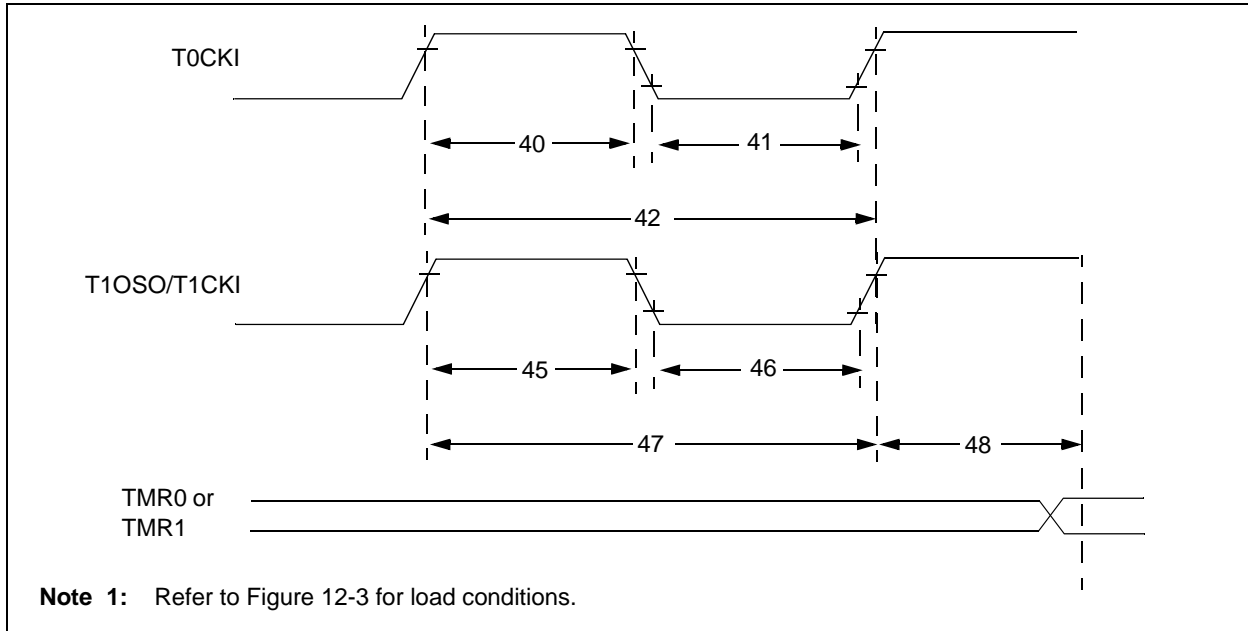 T0CKI
40
41
42
T1OSO/T1CKI
45
46
47
48
TMR0 or
TMR1
Note 1: Refer to Figure 12-3 for load conditions.